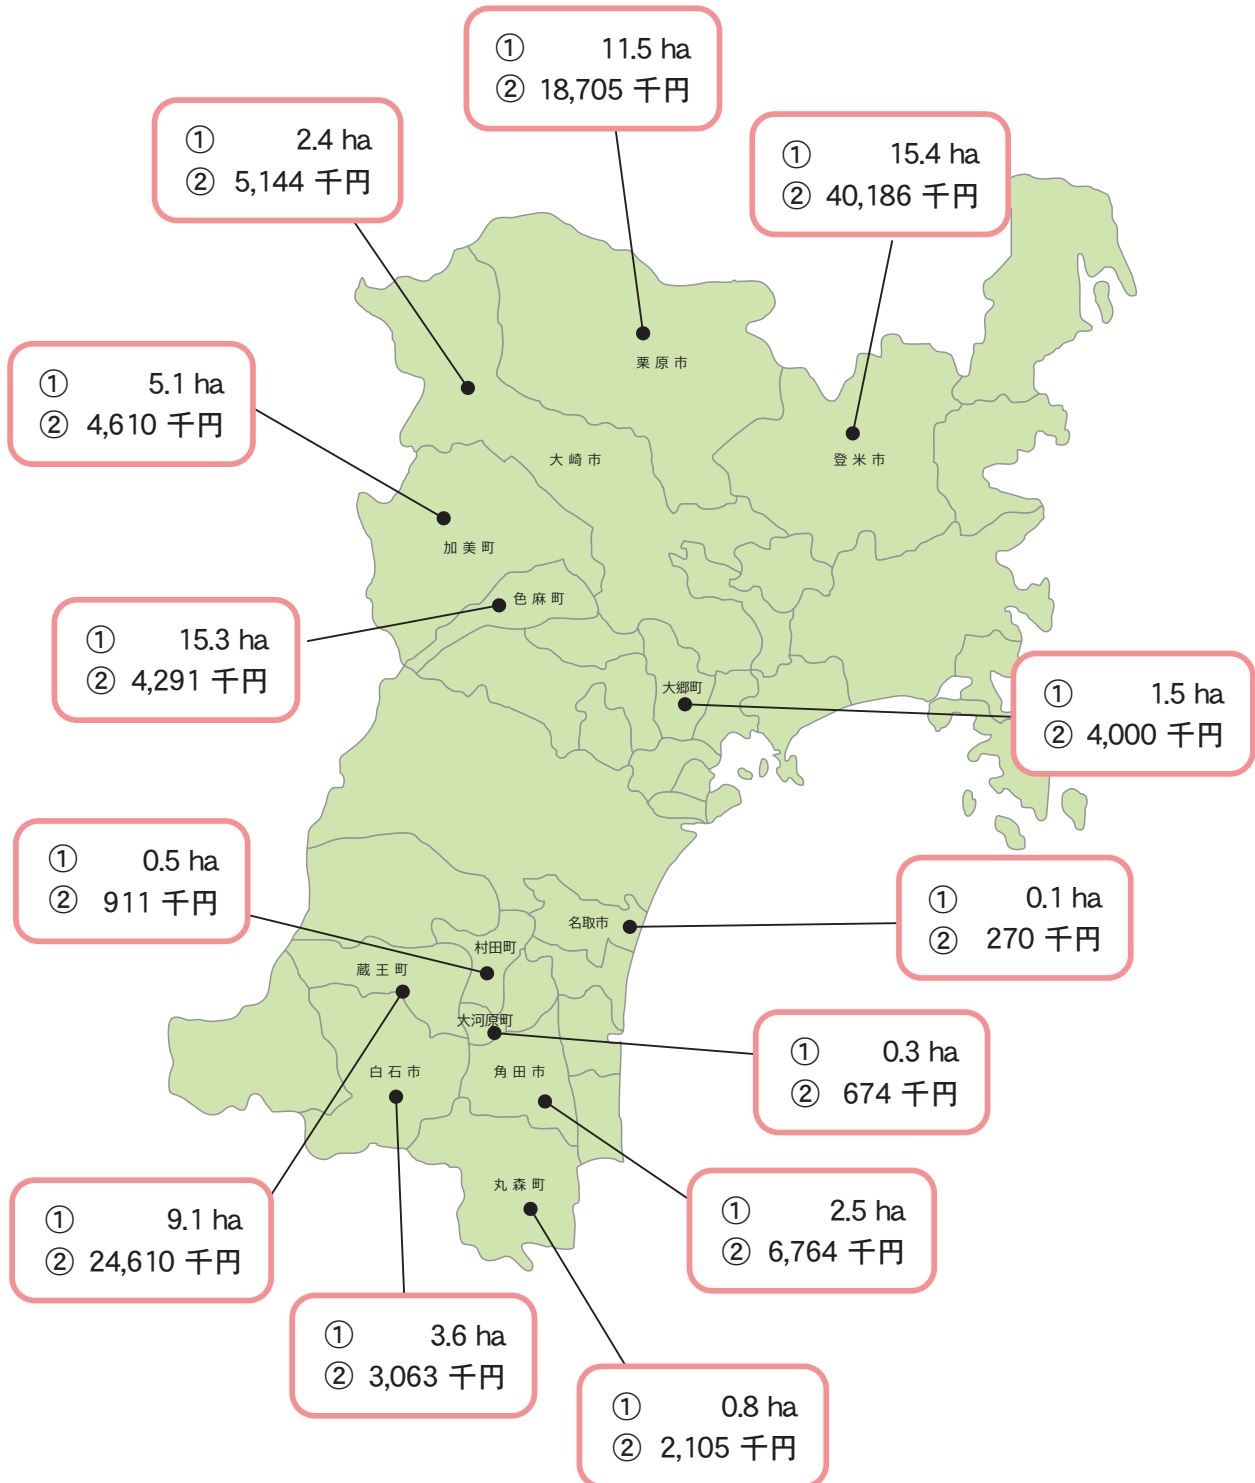 ① 11.5 ha
② 18,705 千円
① 2.4 ha
② 5,144 千円
① 15.4 ha
② 40,186 千円
栗原市
① 5.1 ha
② 4,610 千円
大崎市
登米市
加美町
色麻町
① 15.3 ha
② 4,291 千円
大郷町
① 1.5 ha
② 4,000 千円
① 0.5 ha
② 911 千円
① 0.1 ha
② 270 千円
名取市
村田町
蔵王町
大河原町
① 0.3 ha
② 674 千円
白石市
角田市
丸森町
① 9.1 ha
② 24,610 千円
① 2.5 ha
② 6,764 千円
① 3.6 ha
② 3,063 千円
① 0.8 ha
② 2,105 千円